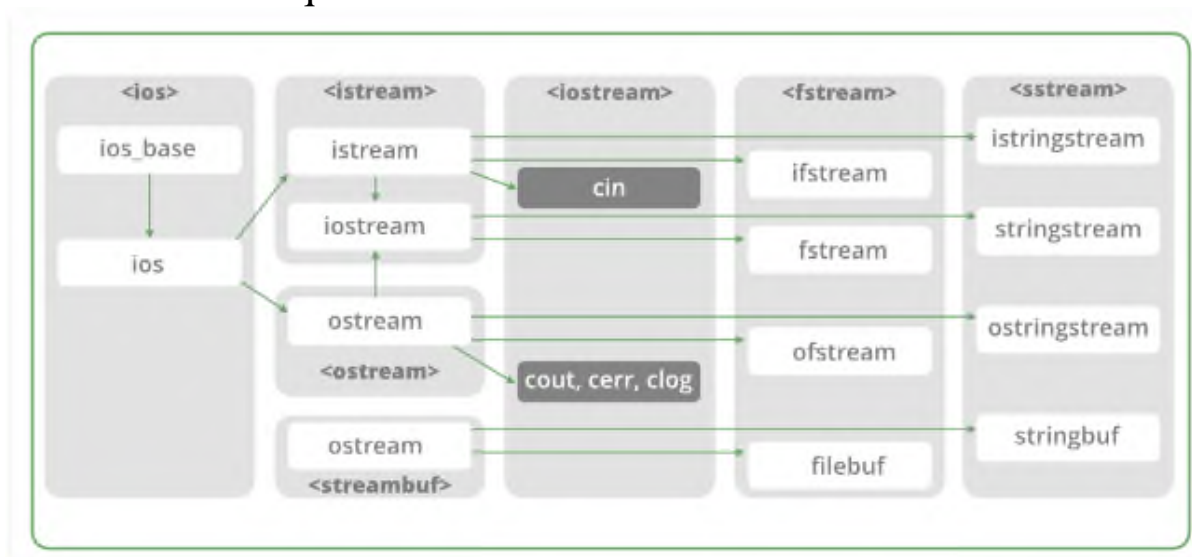 <ios>
ios_base
ios
<istream>
istream
iostream
ostream
<ostream>
ostream
<streambuf>
<iostream>
cin
cout, cerr, clog
<fstream>
ifstream
fstream
ofstream
filebuf
<sstream>
istringstream
stringstream
ostringstream
stringbuf